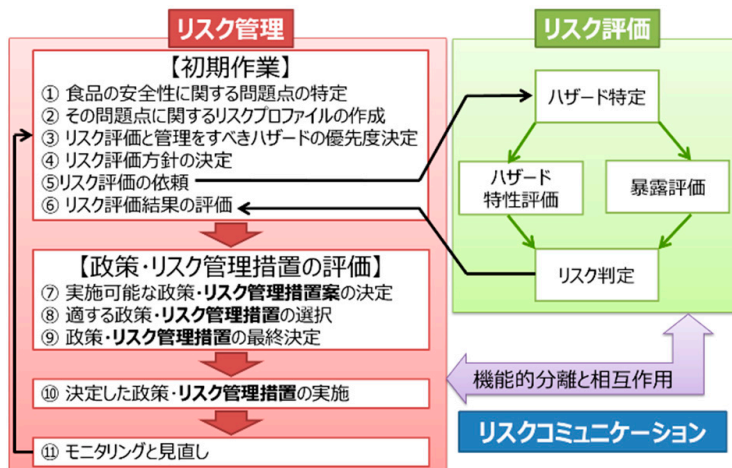 リスク管理
【初期作業】
① 食品の安全性に関する問題点の特定
② その問題点に関するリスクプロファイルの作成
③ リスク評価と管理をすべきハザードの優先度決定
④ リスク評価方針の決定
⑤リスク評価の依頼
⑥ リスク評価結果の評価
【政策・リスク管理措置の評価】
⑦ 実施可能な政策・リスク管理措置案の決定
⑧ 適する政策・リスク管理措置の選択
⑨ 政策・リスク管理措置の最終決定
⑩ 決定した政策・リスク管理措置の実施
⑪ モニタリングと見直し
リスク評価
ハザード特定
ハザード
特性評価
暴露評価
リスク判定
機能的分離と相互作用
リスクコミュニケーション